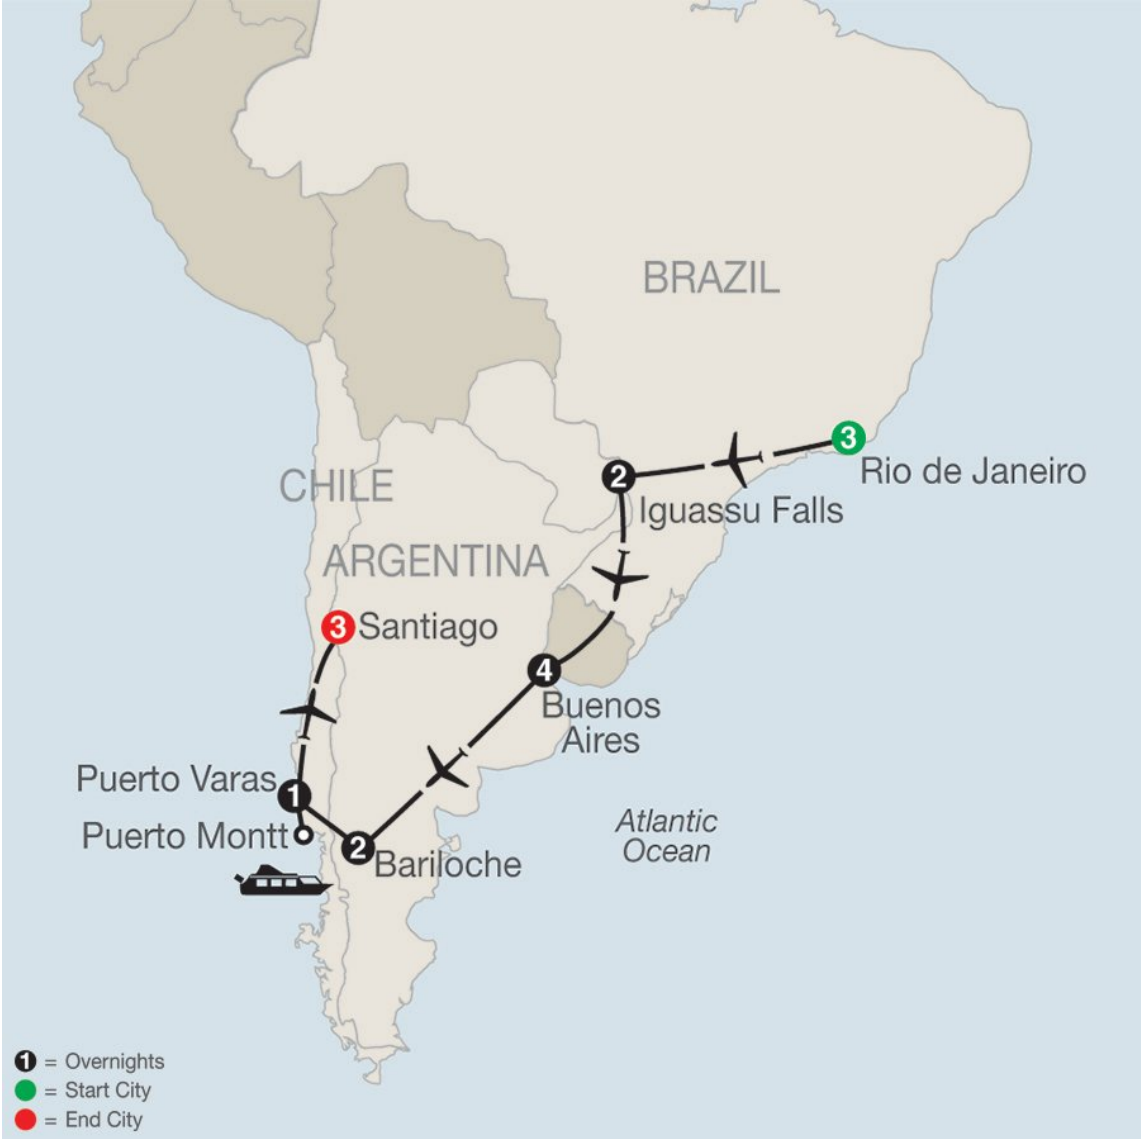 BRAZIL
3
Rio de Janeiro
2
Iguassu Falls
CHILE
ARGENTINA
3 Santiago
4
Buenos
Aires
Puerto Varas
1
Puerto Montt
2
Bariloche
Atlantic
Ocean
1 = Overnights
= Start City
= End City